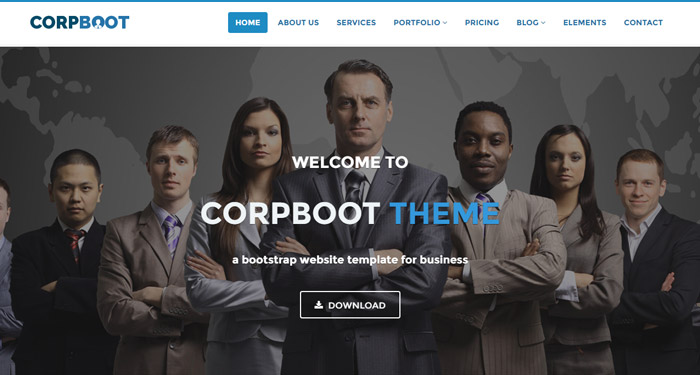 CORPBOOT
HOME ABOUT US SERVICES PORTFOLIO PRICING BLOG ELEMENTS CONTACT
WELCOME TO
CORPBOOT THEME
a bootstrap website template for business
DOWNLOAD